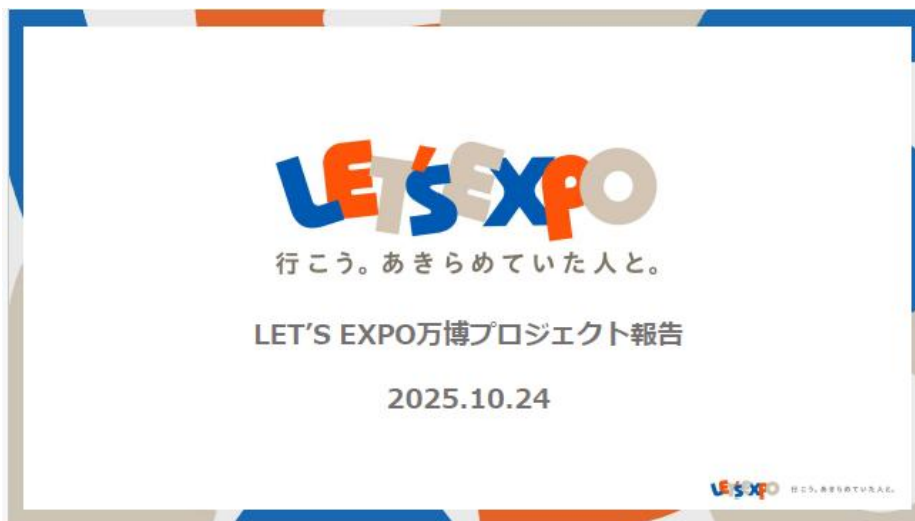 LET'S EXPO
行こう。あきらめていた人と。
LET’S EXPO万博プロジェクト報告
2025.10.24
LET'S EXPO 行こう。あきらめていた人と。